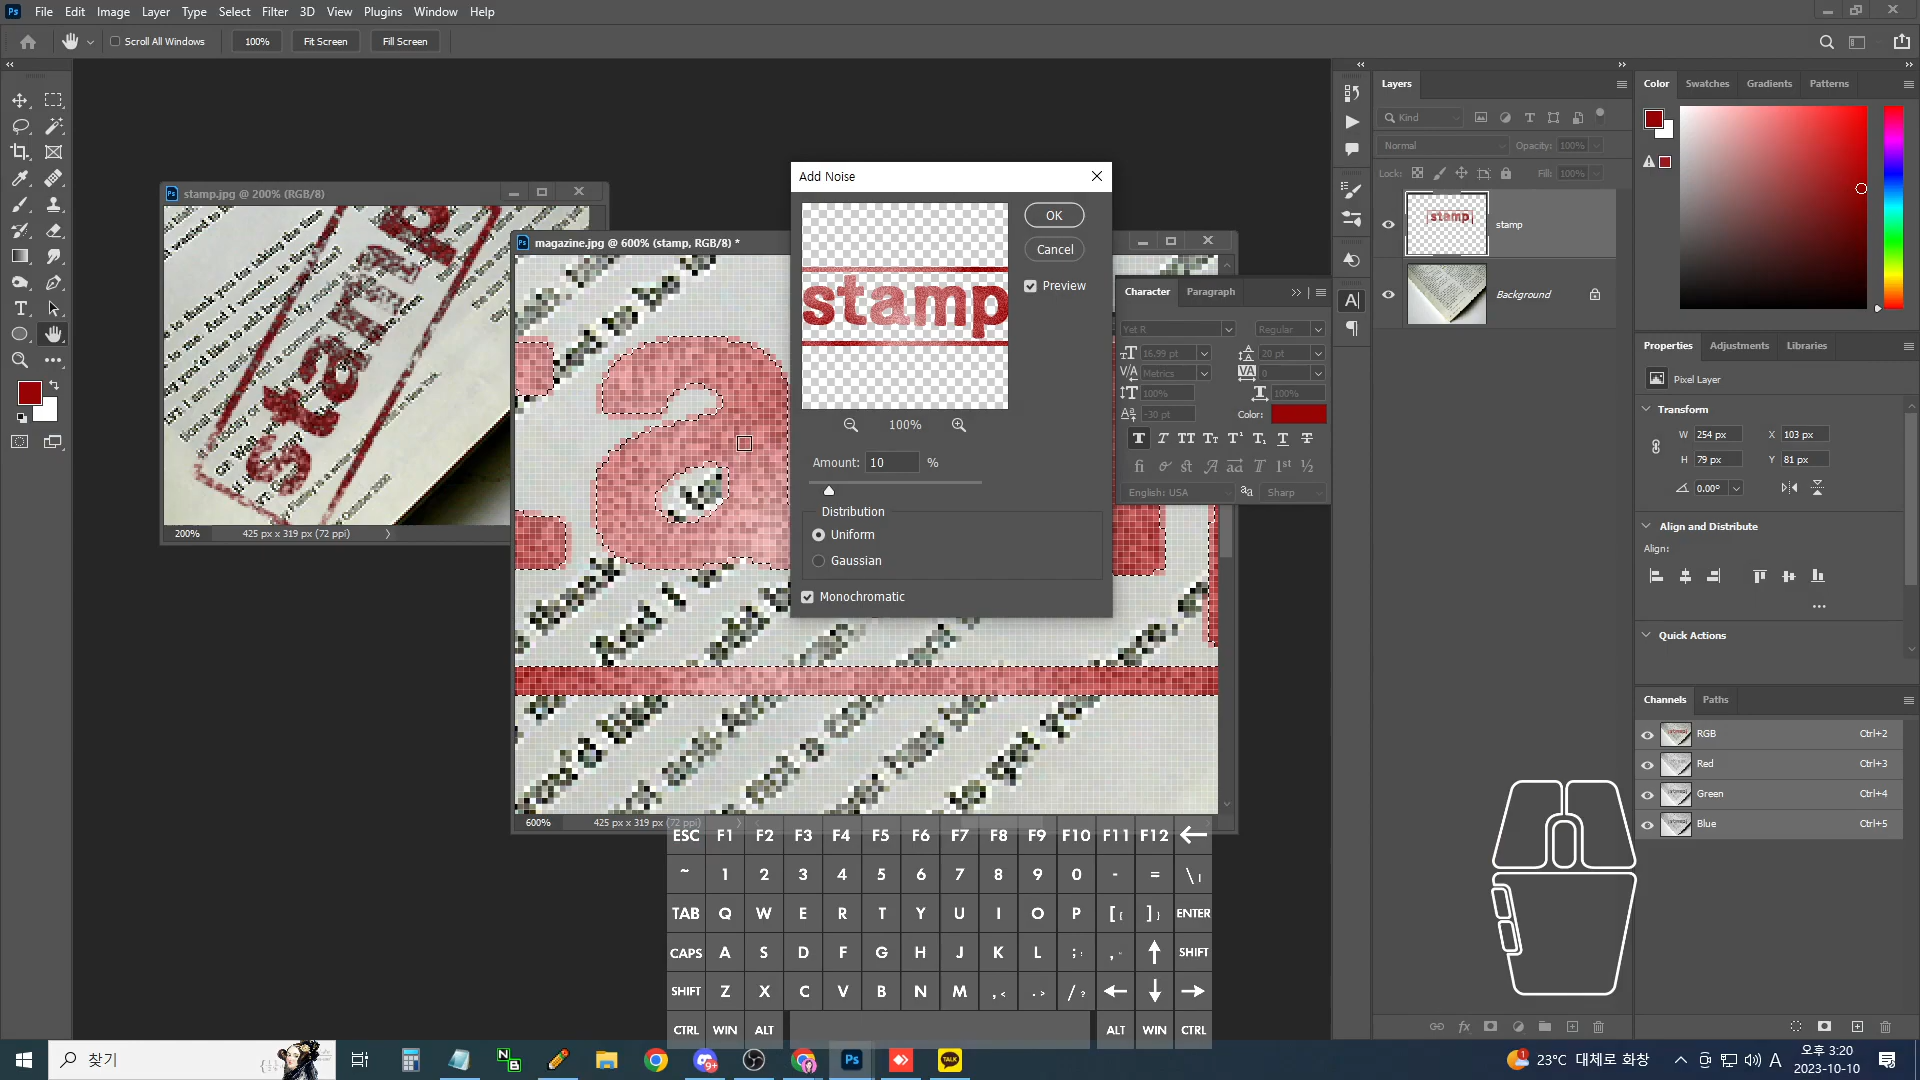 Ps File Edit Image Layer Type Select Filter 3D View Plugins Window Help
Scroll All Windows 100% Fit Screen Fill Screen
stamp.jpg @ 200% (RGB/8)
stamp
200% 425 px x 319 px (72 ppi)
magazine.jpg @ 600% (stamp, RGB/8) *
a
600% 425 px x 319 px (72 ppi)
Add Noise
stamp
OK
Cancel
Preview
100%
Amount: 10 %
Distribution
Uniform
Gaussian
Monochromatic
Character Paragraph
Yet R Regular
16.99 pt 20 pt
Metrics 0
100% 100%
-30 pt Color:
English: USA Sharp
Layers
Kind
Normal Opacity: 100%
Lock: Fill: 100%
stamp
Background
Color Swatches Gradients Patterns
Properties Adjustments Libraries
Pixel Layer
Transform
W 254 px X 103 px
H 79 px Y 81 px
0.00°
Align and Distribute
Align:
Quick Actions
Channels Paths
RGB Ctrl+2
Red Ctrl+3
Green Ctrl+4
Blue Ctrl+5
ESC F1 F2 F3 F4 F5 F6 F7 F8 F9 F10 F11 F12
~ 1 2 3 4 5 6 7 8 9 0 - = \ |
TAB Q W E R T Y U I O P [ { ] } ENTER
CAPS A S D F G H J K L ; : , " SHIFT
SHIFT Z X C V B N M , < . > / ?
CTRL WIN ALT ALT WIN CTRL
찾기
9+
Ps
TALK
1 23°C 대체로 화창 A 오후 3:20
2023-10-10